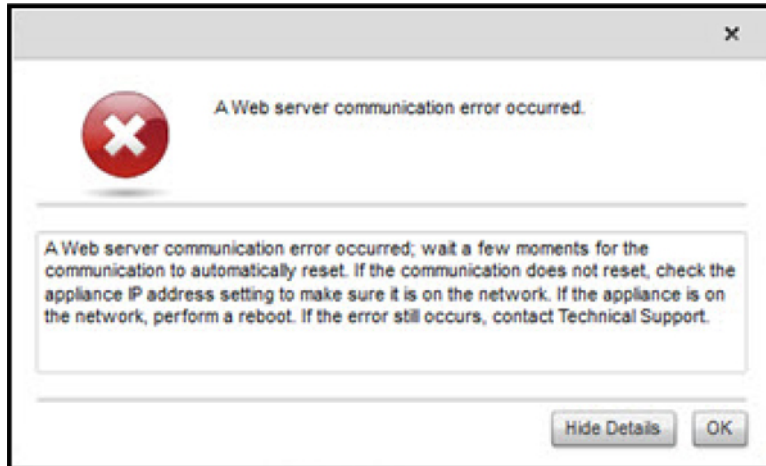 A Web server communication error occurred.
A Web server communication error occurred; wait a few moments for the
communication to automatically reset. If the communication does not reset, check the
appliance IP address setting to make sure it is on the network. If the appliance is on
the network, perform a reboot. If the error still occurs, contact Technical Support.
Hide Details OK